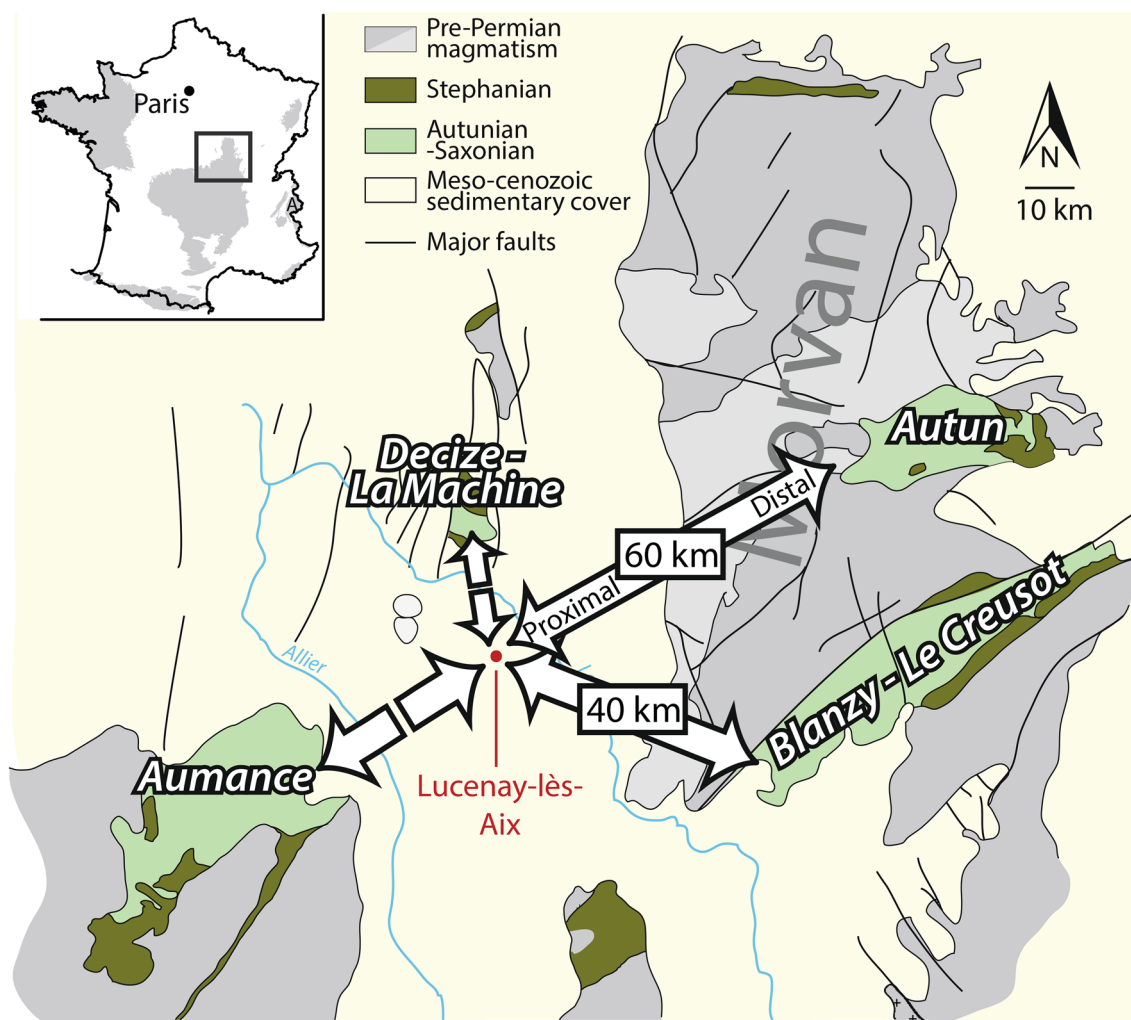 Paris
A
Pre-Permian
magmatism
Stephanian
Autunian
-Saxonian
Meso-cenozoic
sedimentary cover
Major faults
N
10 km
Morvan
Autun
Decize -
La Machine
Distal
60 km
Proximal
Blanzy - Le Creusot
Allier
40 km
Aumance
Lucenay-lès-
Aix
+
+